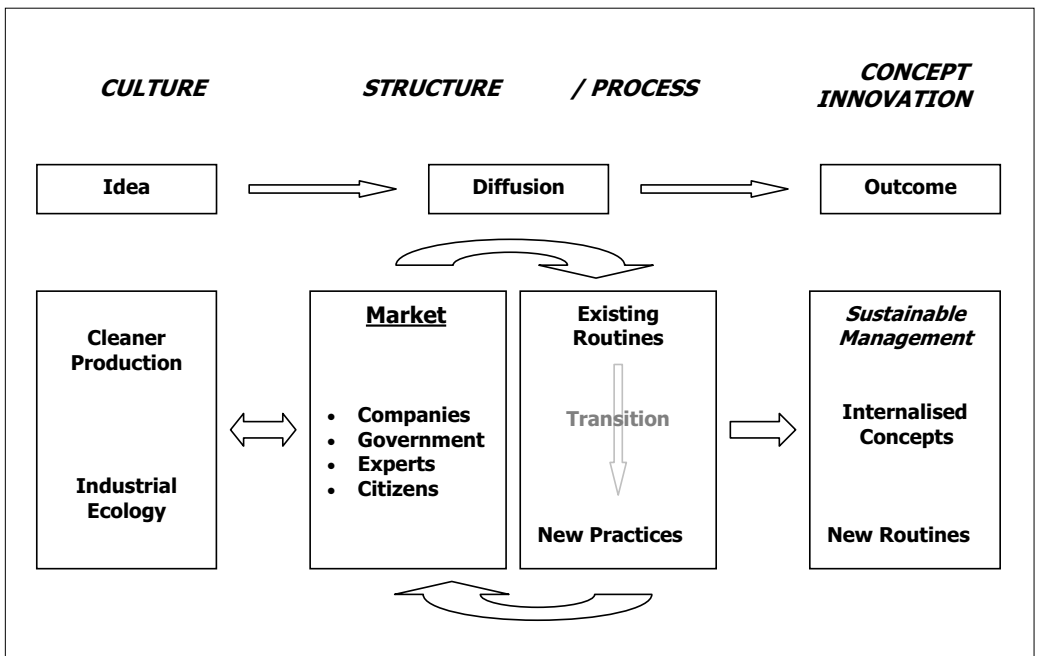 CULTURE
STRUCTURE
/ PROCESS
CONCEPT
INNOVATION
Idea
Diffusion
Outcome
Cleaner
Production
Industrial
Ecology
Market
• Companies
• Government
• Experts
• Citizens
Existing
Routines
Transition
New Practices
Sustainable
Management
Internalised
Concepts
New Routines